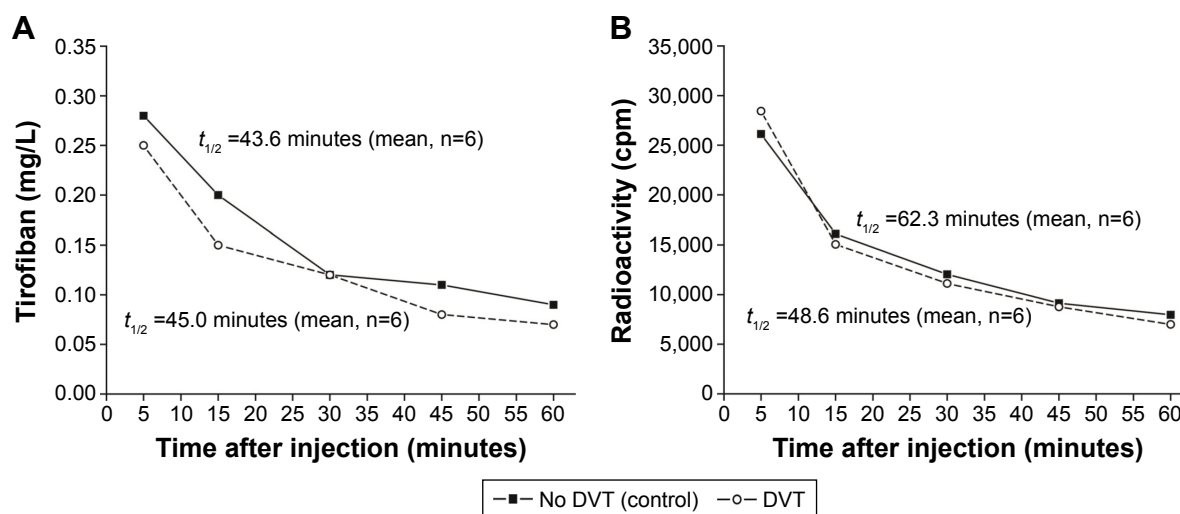 A
0.35
0.30
0.25
0.20
0.15
0.10
0.05
0.00
Tirofiban (mg/L)
t1/2 =43.6 minutes (mean, n=6)
t1/2 =45.0 minutes (mean, n=6)
0 5 10 15 20 25 30 35 40 45 50 55 60
Time after injection (minutes)
B
35,000
30,000
25,000
20,000
15,000
10,000
5,000
0
Radioactivity (cpm)
t1/2 =62.3 minutes (mean, n=6)
t1/2 =48.6 minutes (mean, n=6)
0 5 10 15 20 25 30 35 40 45 50 55 60
Time after injection (minutes)
No DVT (control) DVT